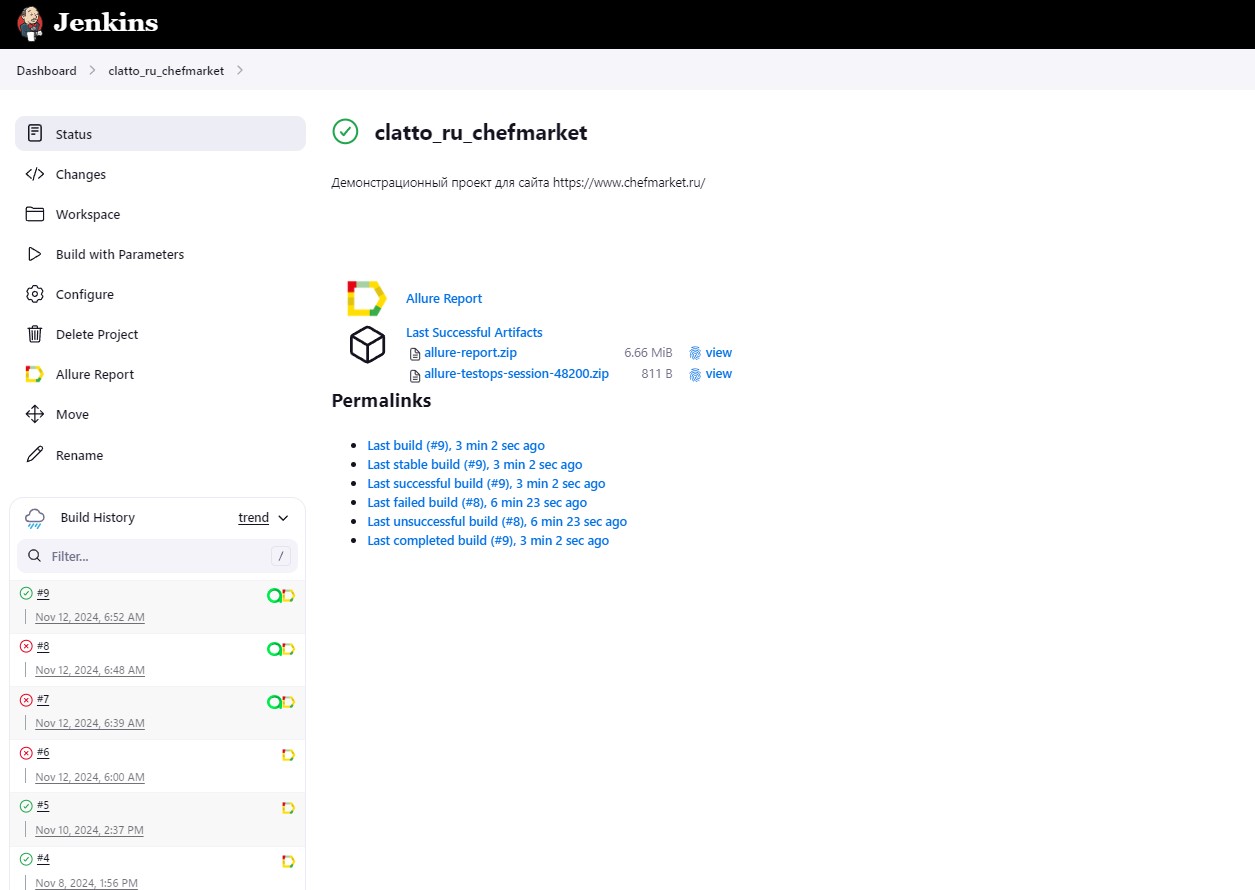 Jenkins
Dashboard clatto_ru_chefmarket
Status
Changes
Workspace
Build with Parameters
Configure
Delete Project
Allure Report
Move
Rename
Build History trend
Filter... /
#9
Nov 12, 2024, 6:52 AM
#8
Nov 12, 2024, 6:48 AM
#7
Nov 12, 2024, 6:39 AM
#6
Nov 12, 2024, 6:00 AM
#5
Nov 10, 2024, 2:37 PM
#4
Nov 8, 2024, 1:56 PM
clatto_ru_chefmarket
Демонстрационный проект для сайта https://www.chefmarket.ru/
Allure Report
Last Successful Artifacts
allure-report.zip 6.66 MiB view
allure-testops-session-48200.zip 811 B view
Permalinks
Last build (#9), 3 min 2 sec ago
Last stable build (#9), 3 min 2 sec ago
Last successful build (#9), 3 min 2 sec ago
Last failed build (#8), 6 min 23 sec ago
Last unsuccessful build (#8), 6 min 23 sec ago
Last completed build (#9), 3 min 2 sec ago